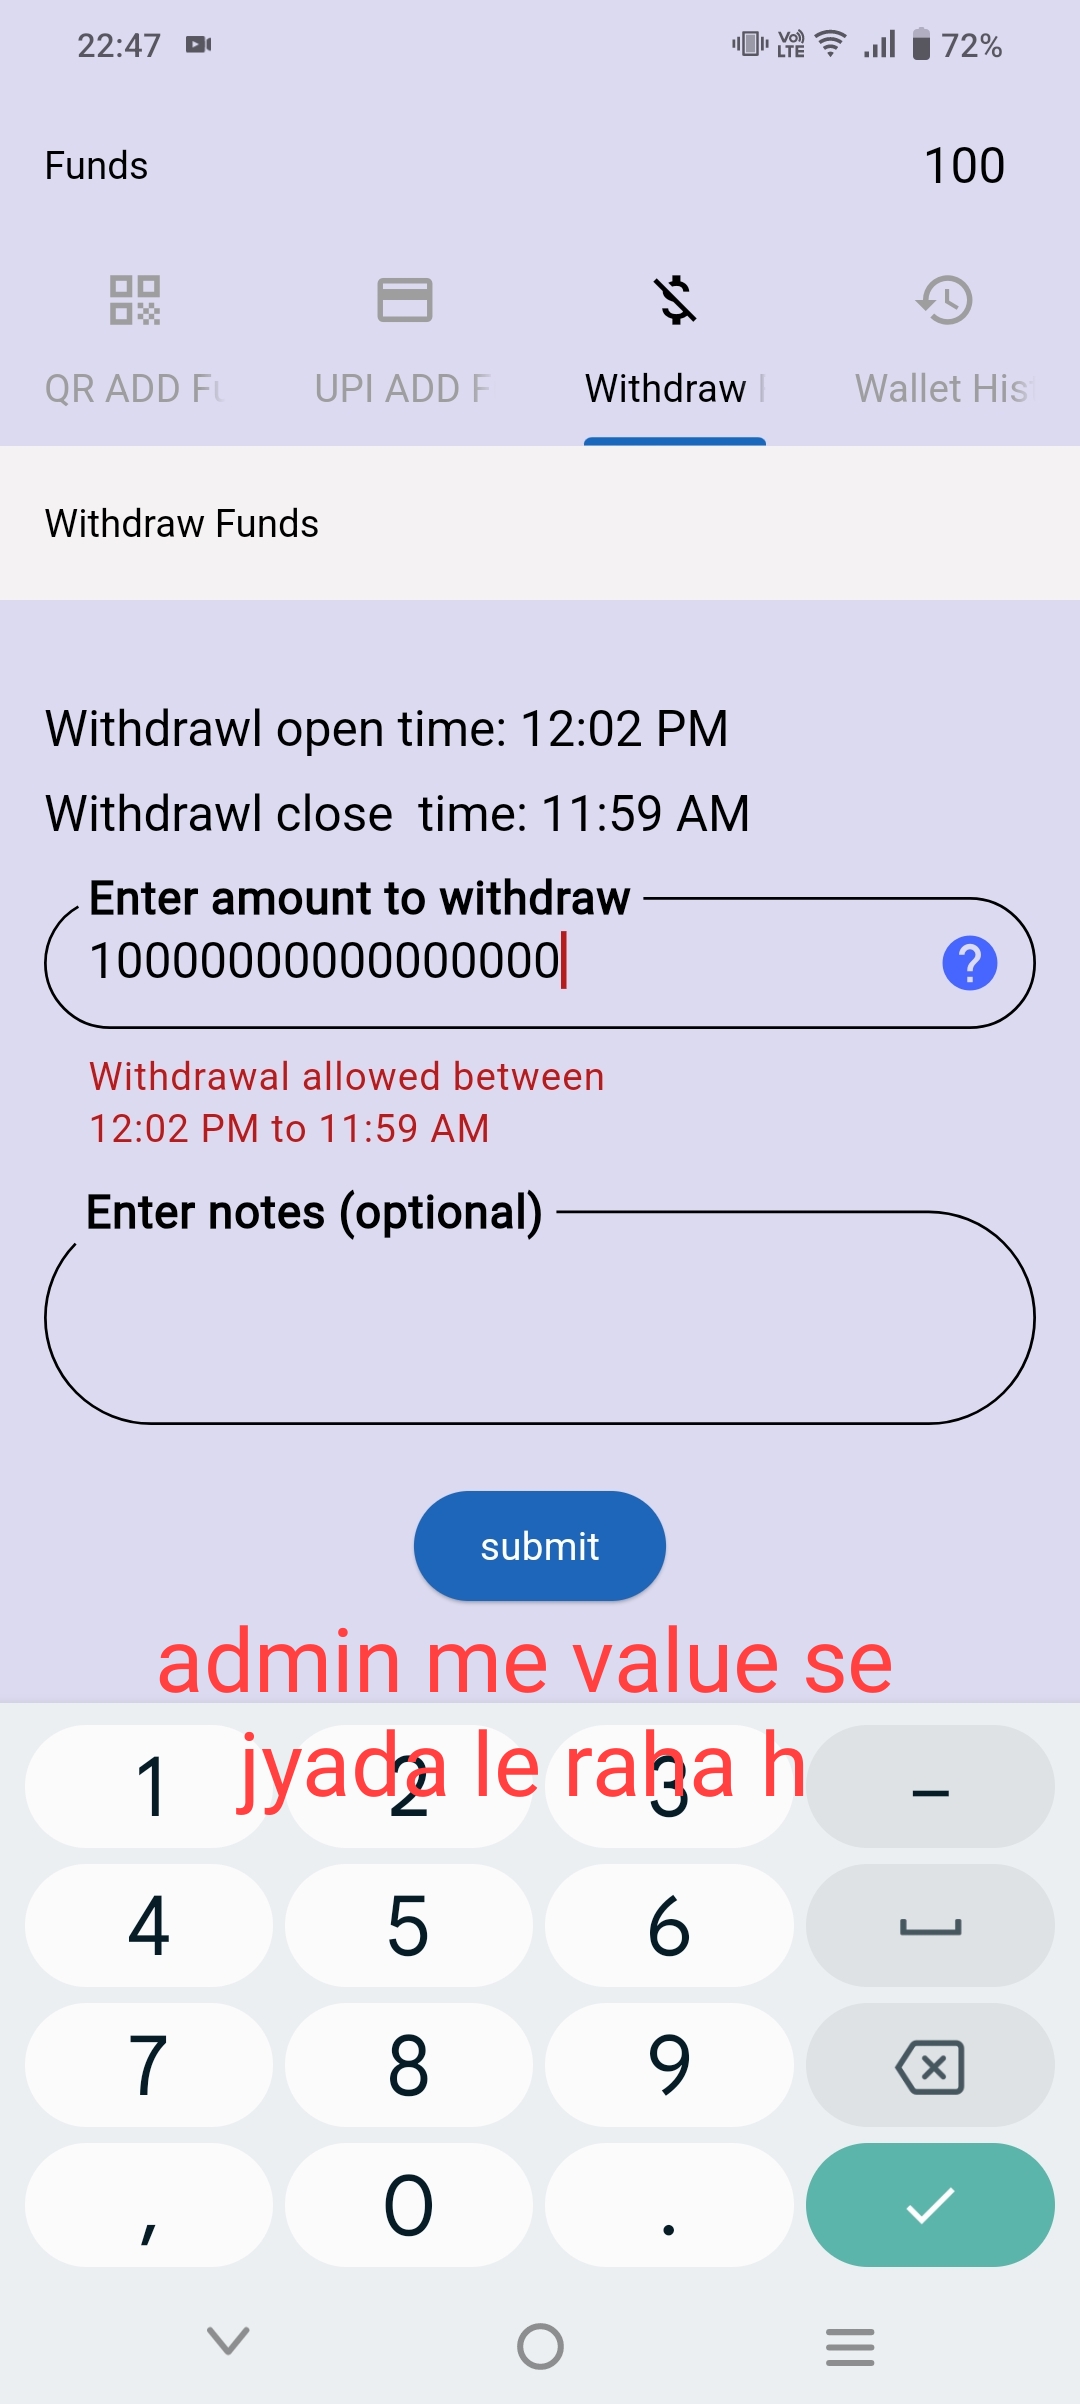 22:47
Vo)) LTE 72%
Funds 100
QR ADD Fu UPI ADD F Withdraw Wallet Hist
Withdraw Funds
Withdrawl open time: 12:02 PM
Withdrawl close time: 11:59 AM
Enter amount to withdraw
10000000000000000
?
Withdrawal allowed between
12:02 PM to 11:59 AM
Enter notes (optional)
submit
admin me value se
jyada le raha h
1 2 3 –
4 5 6
7 8 9
, 0 .